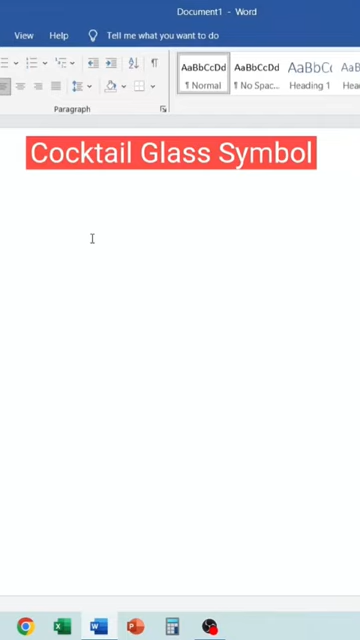 Document1 - Word
View Help Tell me what you want to do
AaBbCcDd AaBbCcDd AaBbCc AaB
¶ Normal ¶ No Spac... Heading 1 Hea
Paragraph
Cocktail Glass Symbol